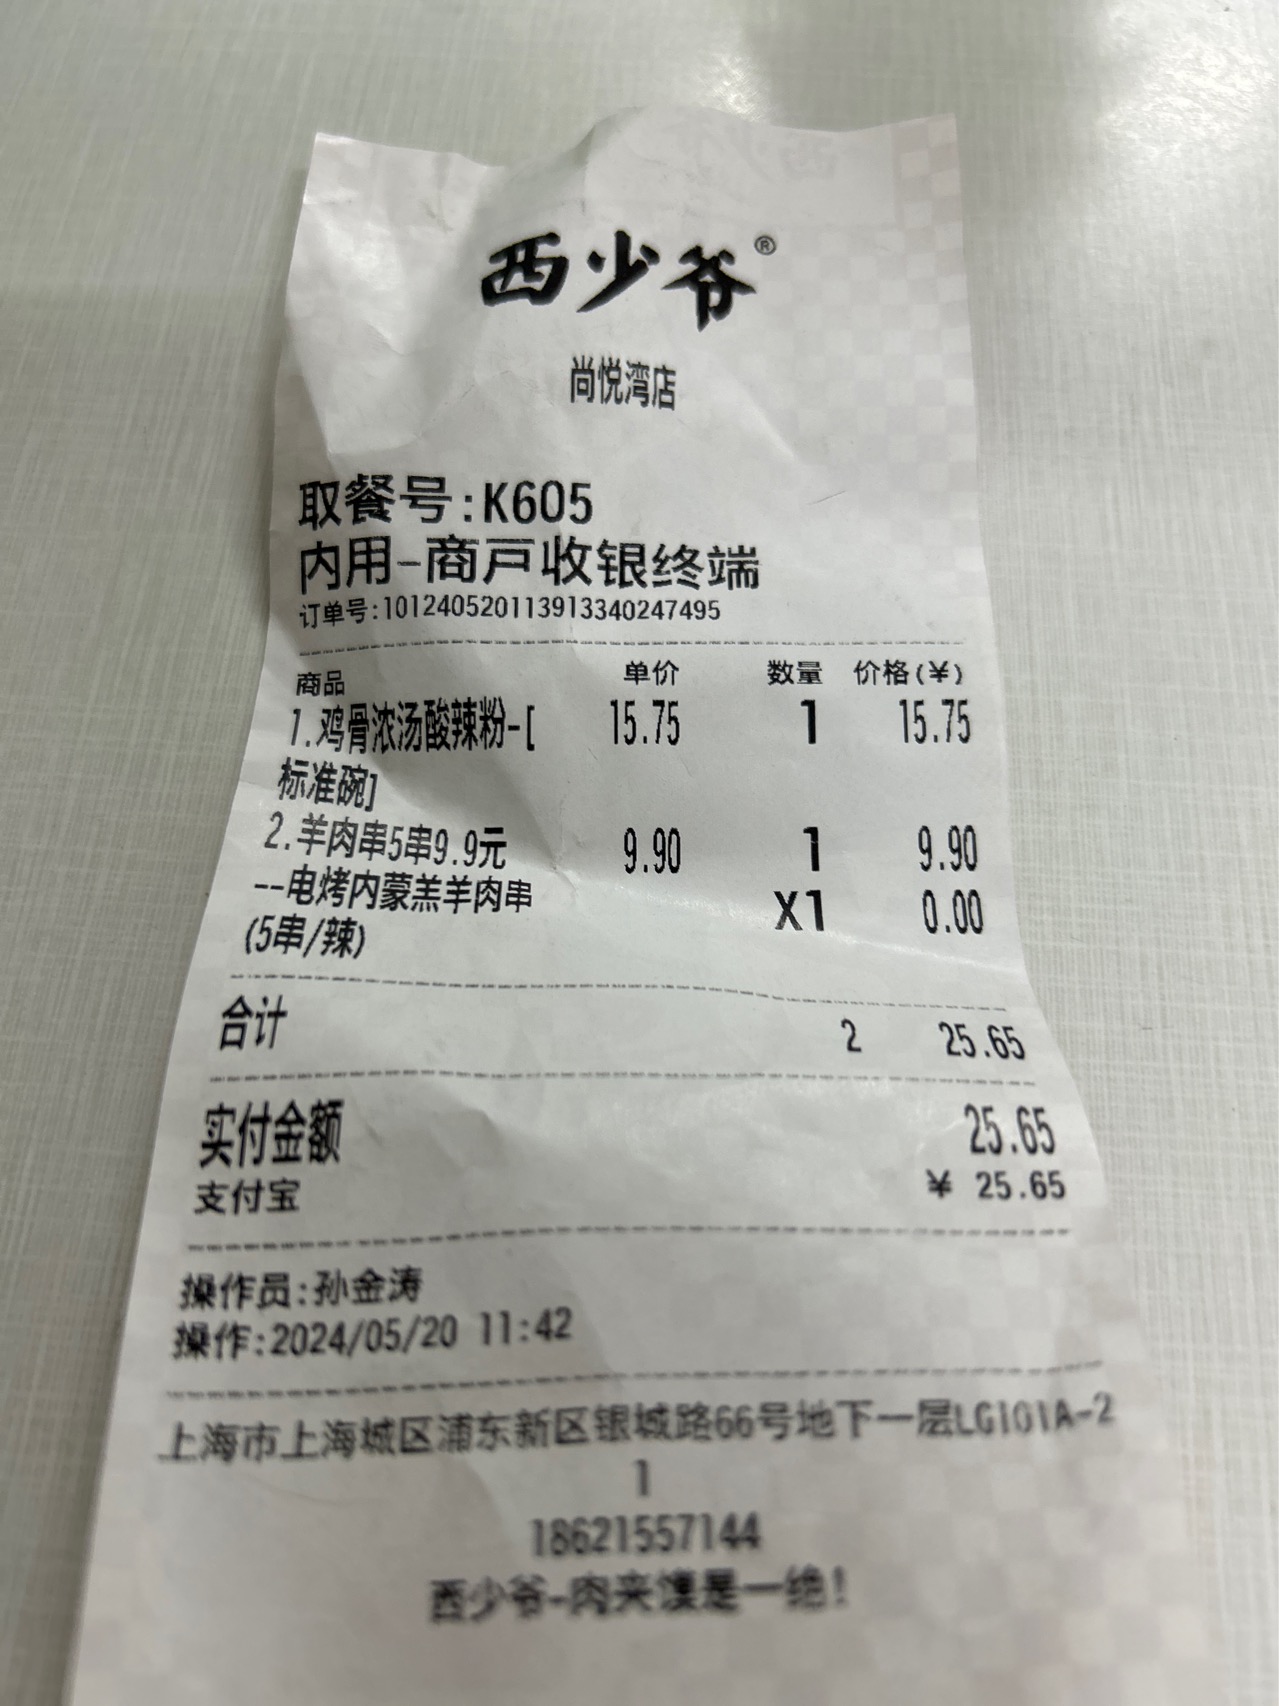 西少爷®
尚悦湾店
取餐号:K605
内用-商戸收银终端
订单号:101240520113913340247495
商品 单价 数量 价格(¥)
1.鸡骨浓汤酸辣粉-[ 15.75 1 15.75
标准碗]
2.羊肉串5串9.9元 9.90 1 9.90
--电烤内蒙羔羊肉串 X1 0.00
(5串/辣)
合计 2 25.65
实付金额 25.65
支付宝 ¥ 25.65
操作员:孙金涛
操作:2024/05/20 11:42
上海市上海城区浦东新区银城路66号地下一层LG101A-2
1
18621557144
西少爷-肉夹馍是一绝!